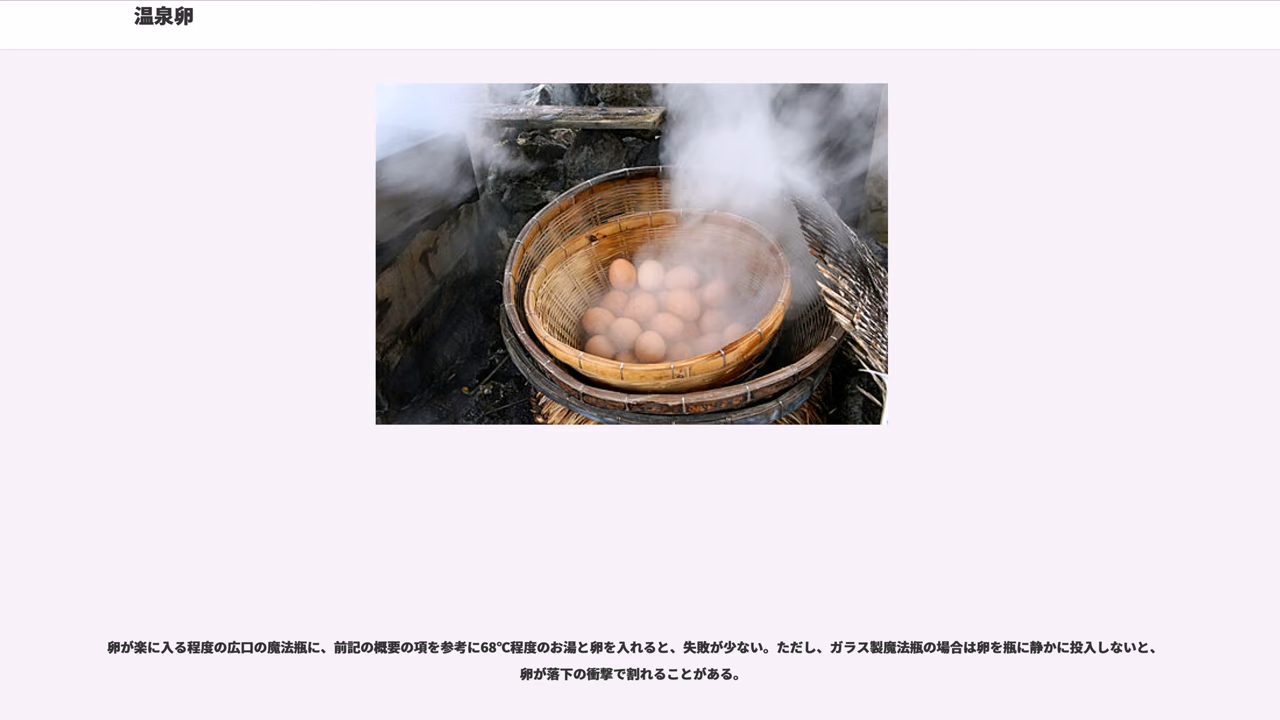 温泉卵
卵が楽に入る程度の広口の魔法瓶に、前記の概要の項を参考に68℃程度のお湯と卵を入れると、失敗が少ない。ただし、ガラス製魔法瓶の場合は卵を瓶に静かに投入しないと、
卵が落下の衝撃で割れることがある。